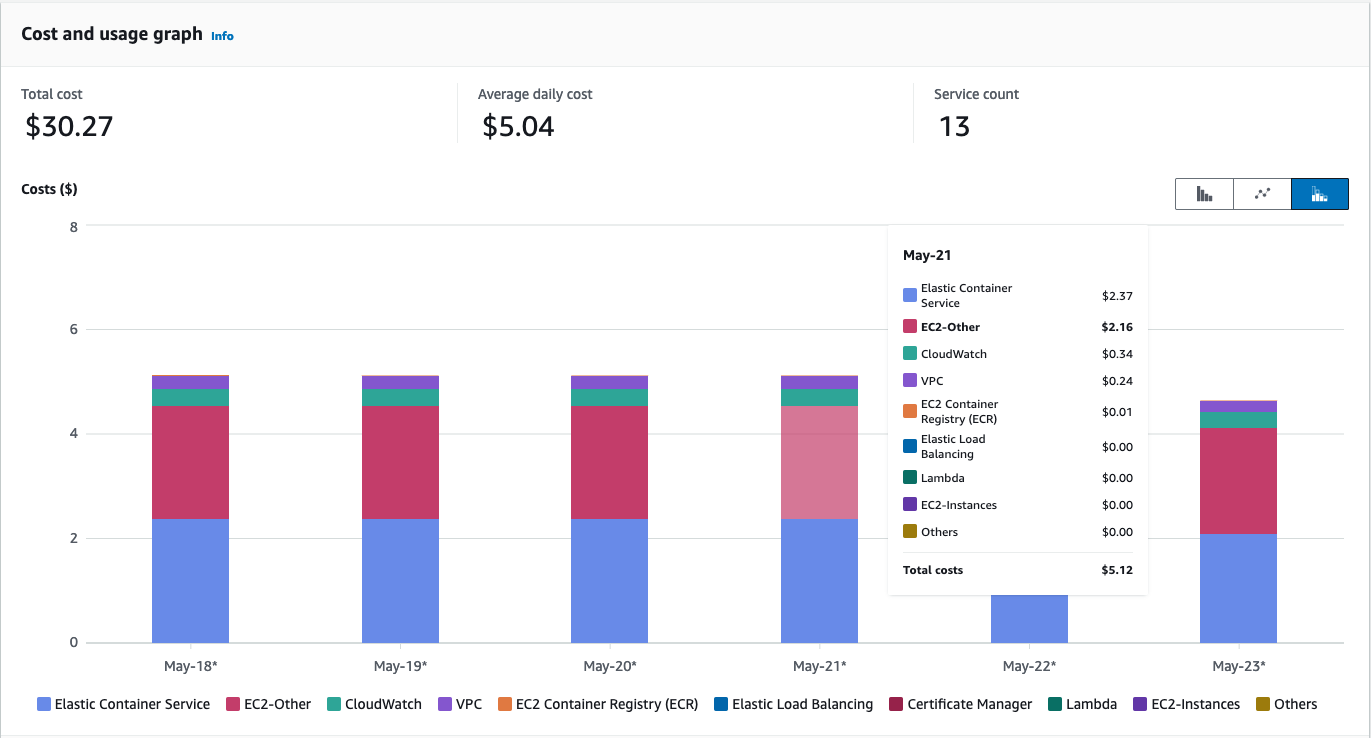 Cost and usage graph Info
Total cost
$30.27
Average daily cost
$5.04
Service count
13
Costs ($)
8
6
4
2
0
May-21
Elastic Container
Service
$2.37
EC2-Other $2.16
CloudWatch $0.34
VPC $0.24
EC2 Container
Registry (ECR)
$0.01
Elastic Load
Balancing
$0.00
Lambda $0.00
EC2-Instances $0.00
Others $0.00
Total costs $5.12
May-18* May-19* May-20* May-21* May-22* May-23*
Elastic Container Service EC2-Other CloudWatch VPC EC2 Container Registry (ECR) Elastic Load Balancing Certificate Manager Lambda EC2-Instances Others